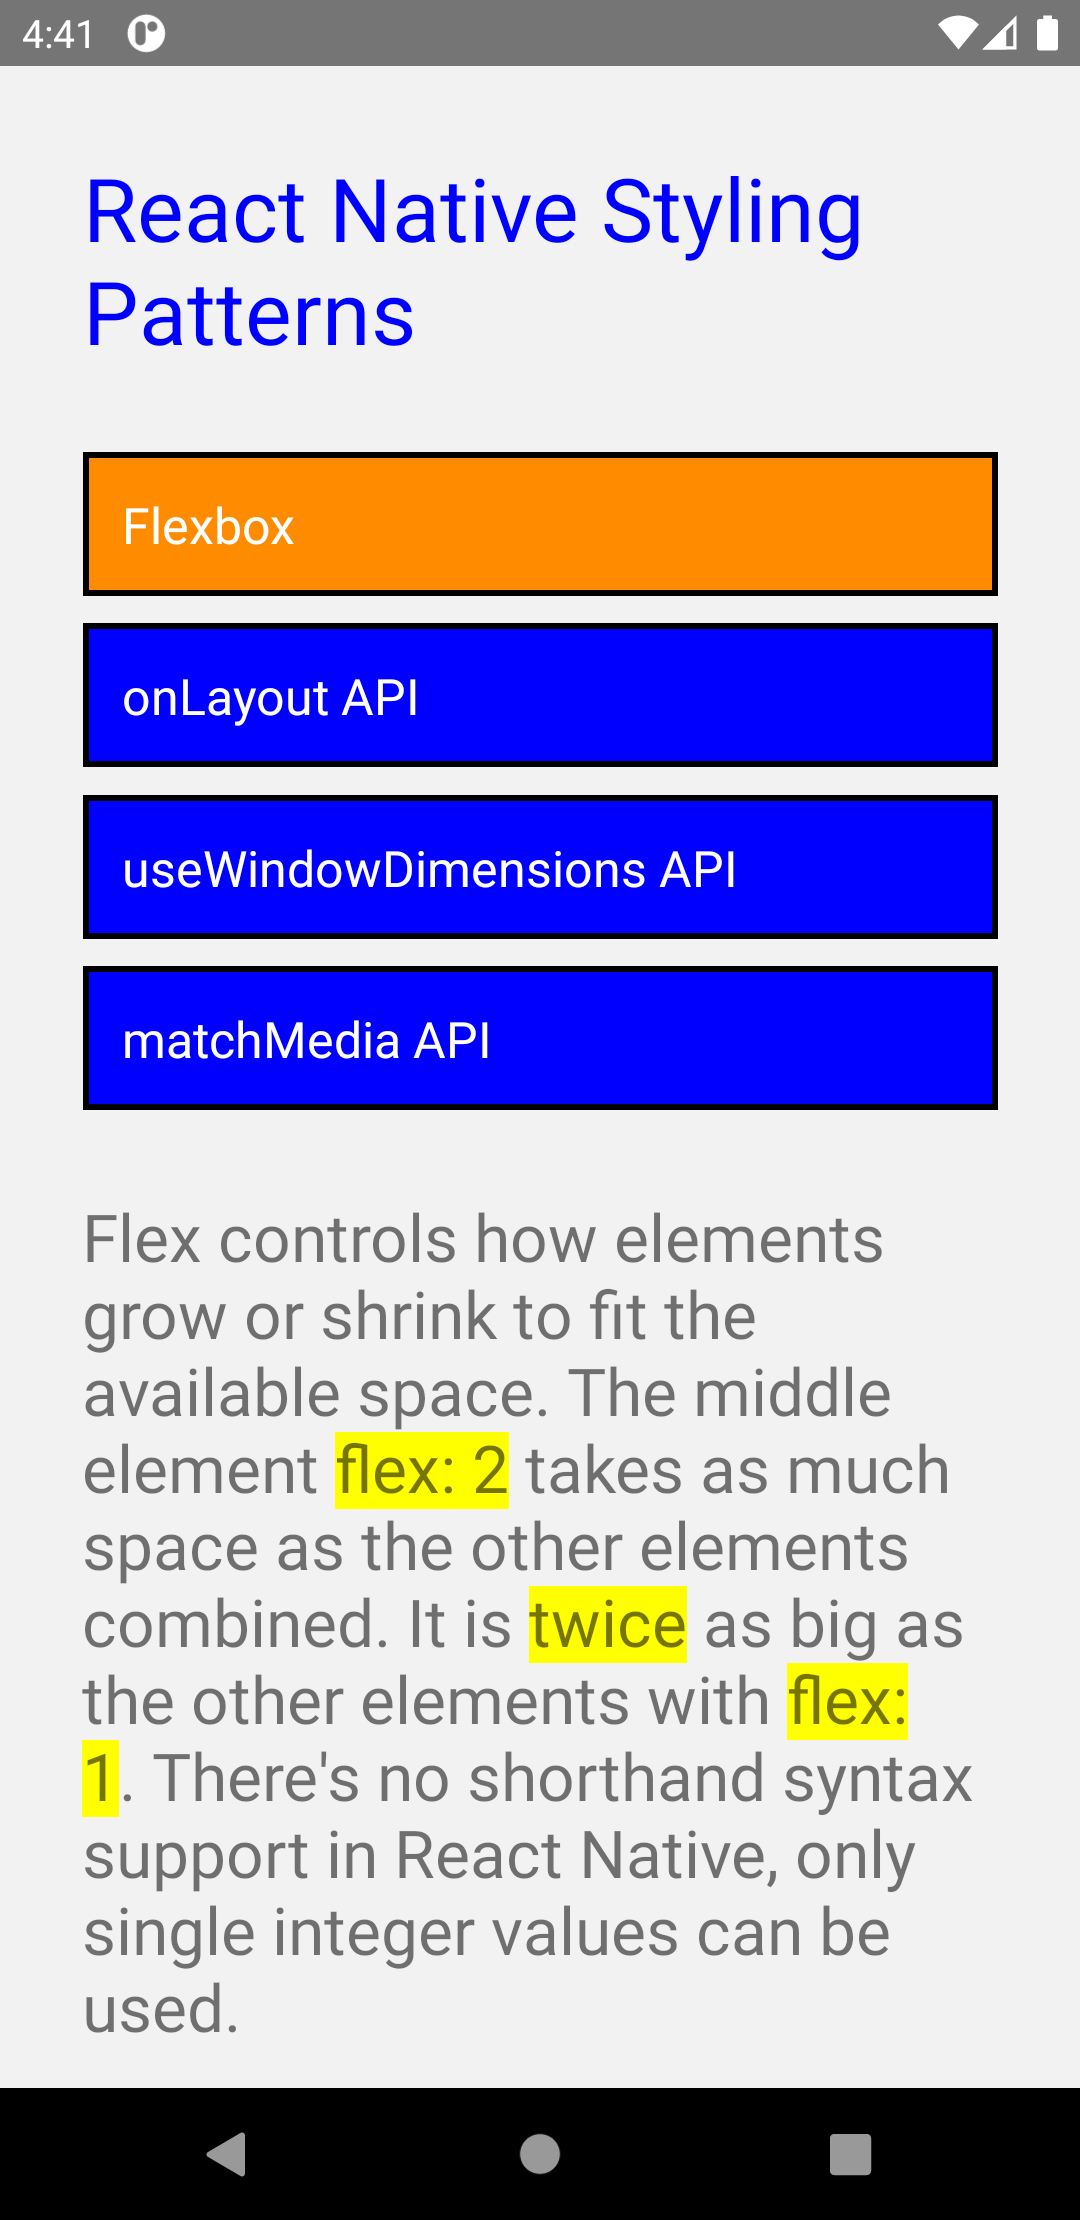 4:41
React Native Styling
Patterns
Flexbox
onLayout API
useWindowDimensions API
matchMedia API
Flex controls how elements
grow or shrink to fit the
available space. The middle
element flex: 2 takes as much
space as the other elements
combined. It is twice as big as
the other elements with flex:
1. There's no shorthand syntax
support in React Native, only
single integer values can be
used.